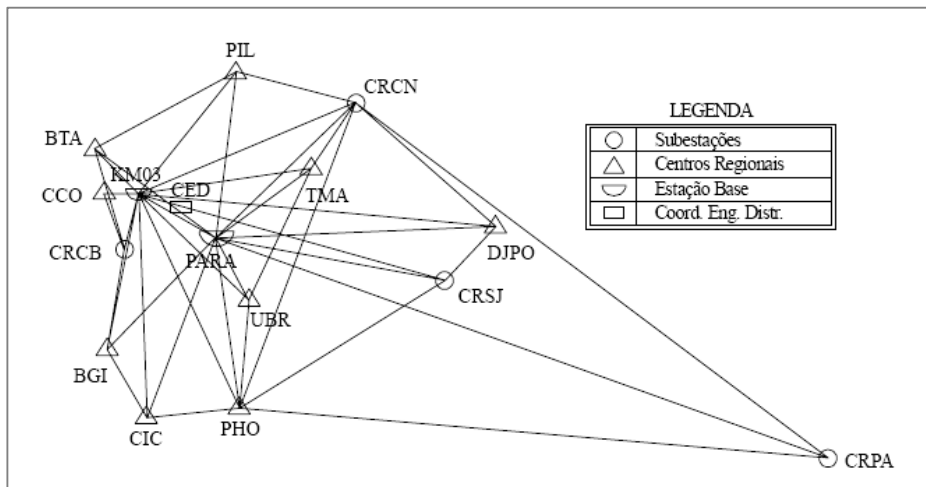 PIL
CRCN
LEGENDA
BTA
Subestações
KM03
Centros Regionais
CCO
CED
TMA
Estação Base
Coord. Eng. Distr.
CRCB
PARA
DJPO
CRSJ
UBR
BGI
CIC
PHO
CRPA